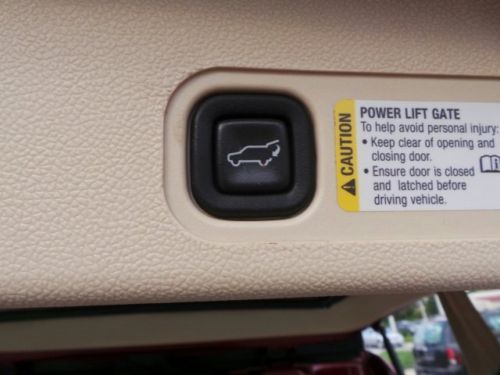 CAUTION
POWER LIFT GATE
To help avoid personal injury:
• Keep clear of opening and
closing door.
• Ensure door is closed
and latched before
driving vehicle.